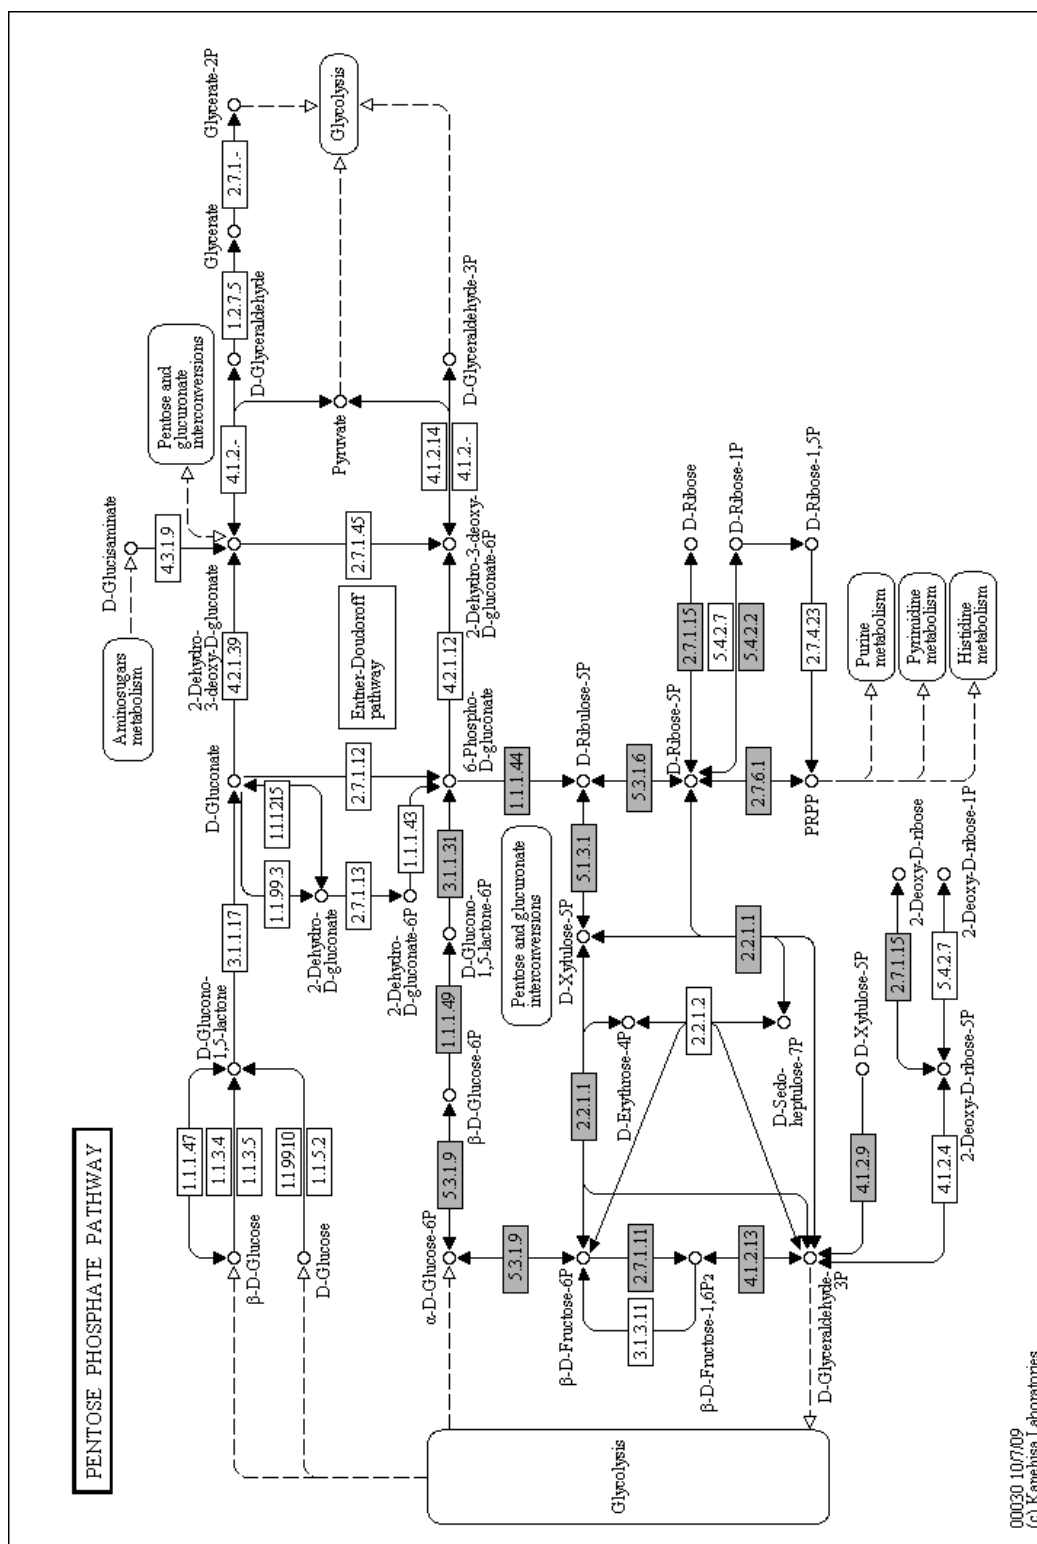 PENTOSE PHOSPHATE PATHWAY
Aminosugars
metabolism
D-Glucisaminate
4.3.1.9
Pentose and
glucuronate
interconversions
1.1.1.47
1.1.3.4
1.1.3.5
β-D-Glucose
D-Glucono-
1,5-lactone
3.1.1.17
D-Gluconate
4.2.1.39
2-Dehydro-
3-deoxy-D-gluconate
4.1.2.-
D-Glyceraldehyde
1.2.7.5
Glycerate
2.7.1.-
Glycerate-2P
1.1.99.10
1.1.5.2
D-Glucose
1.1.99.3
1.1.1.215
2-Dehydro-
D-gluconate
2.7.1.13
2-Dehydro-
D-gluconate-6P
1.1.1.43
2.7.1.12
Entner-Doudoroff
pathway
2.7.1.45
Pyruvate
Glycolysis
α-D-Glucose-6P
5.3.1.9
β-D-Glucose-6P
1.1.1.49
D-Glucono-
1,5-lactone-6P
3.1.1.31
6-Phospho-
D-gluconate
4.2.1.12
2-Dehydro-3-deoxy-
D-gluconate-6P
4.1.2.14
4.1.2.-
D-Glyceraldehyde-3P
5.3.1.9
Pentose and glucuronate
interconversions
1.1.1.44
β-D-Fructose-6P
2.2.1.1
D-Xylulose-5P
5.1.3.1
D-Ribulose-5P
Glycolysis
3.1.3.11
2.7.1.11
D-Erythrose-4P
5.3.1.6
β-D-Fructose-1,6P2
2.2.1.2
D-Ribose-5P
2.7.1.15
D-Ribose
5.4.2.7
5.4.2.2
D-Ribose-1P
4.1.2.13
2.2.1.1
2.7.6.1
D-Sedo-
heptulose-7P
D-Glyceraldehyde-
3P
PRPP
2.7.4.23
D-Ribose-1,5P
4.1.2.9
D-Xylulose-5P
Purine
metabolism
2.7.1.15
2-Deoxy-D-ribose
Pyrimidine
metabolism
4.1.2.4
2-Deoxy-D-ribose-5P
5.4.2.7
2-Deoxy-D-ribose-1P
Histidine
metabolism
00030 10/7/09
(c) Kanehisa Laboratories